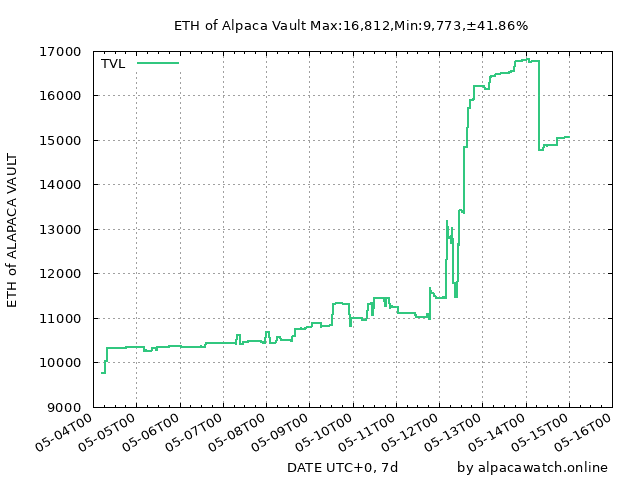 ETH of Alpaca Vault Max:16,812,Min:9,773,±41.86%
TVL
17000
16000
15000
14000
13000
12000
11000
10000
9000
ETH of ALAPACA VAULT
05-04T00
05-05T00
05-06T00
05-07T00
05-08T00
05-09T00
05-10T00
05-11T00
05-12T00
05-13T00
05-14T00
05-15T00
05-16T00
DATE UTC+0, 7d
by alpacawatch.online